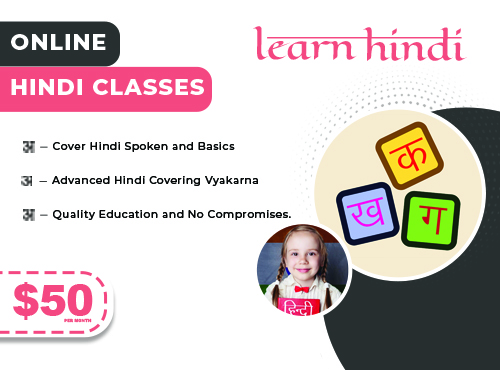 ONLINE
learn hindi
HINDI CLASSES
अ – Cover Hindi Spoken and Basics
अ – Advanced Hindi Covering Vyakarna
अ – Quality Education and No Compromises.
क
ख
ग
हिन्दी
$50
PER MONTH